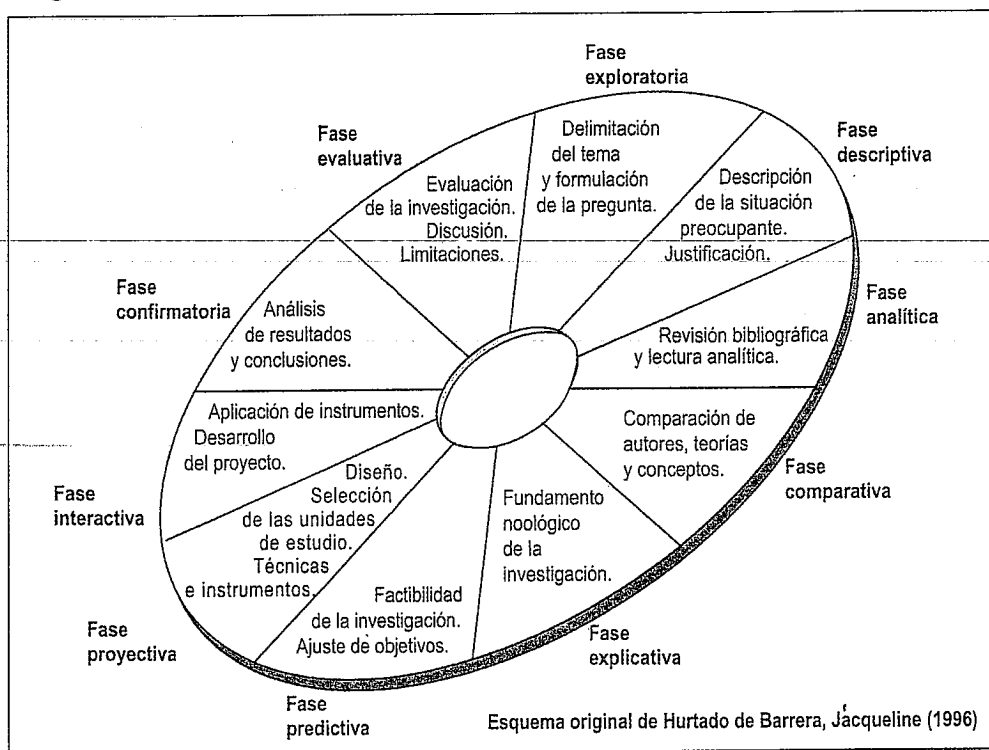 Fase
exploratoria
Delimitación
del tema
y formulación
de la pregunta.
Fase
descriptiva
Descripción
de la situación
preocupante.
Justificación.
Fase
analítica
Revisión bibliográfica
y lectura analítica.
Fase
comparativa
Comparación de
autores, teorías
y conceptos.
Fase
explicativa
Fundamento
noológico
de la
investigación.
Fase
predictiva
Factibilidad
de la investigación.
Ajuste de objetivos.
Fase
proyectiva
Diseño.
Selección
de las unidades
de estudio.
Técnicas
e instrumentos.
Fase
interactiva
Aplicación de instrumentos.
Desarrollo
del proyecto.
Fase
confirmatoria
Análisis
de resultados
y conclusiones.
Fase
evaluativa
Evaluación
de la investigación.
Discusión.
Limitaciones.
Esquema original de Hurtado de Barrera, Jacqueline (1996)